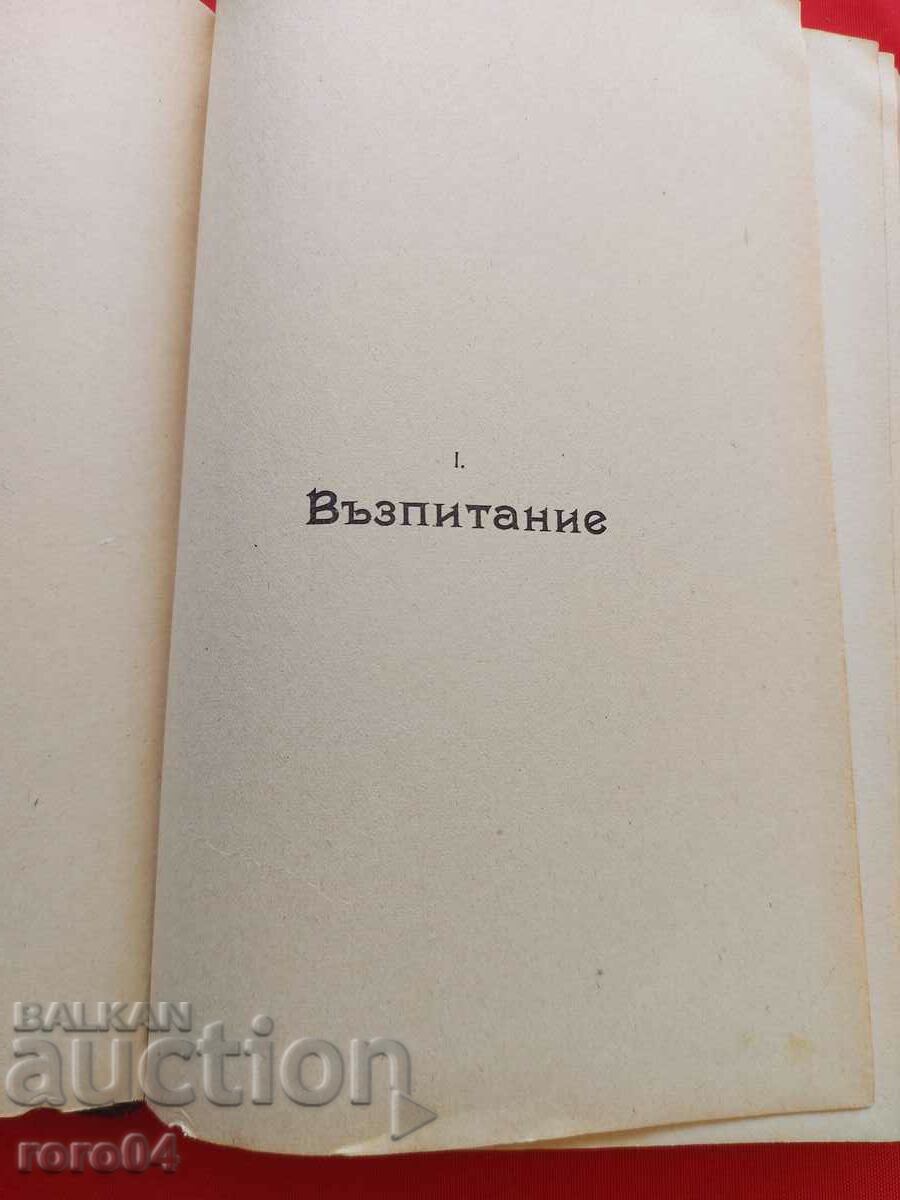 I.
Възпитание
BALKAN
auction
roro04